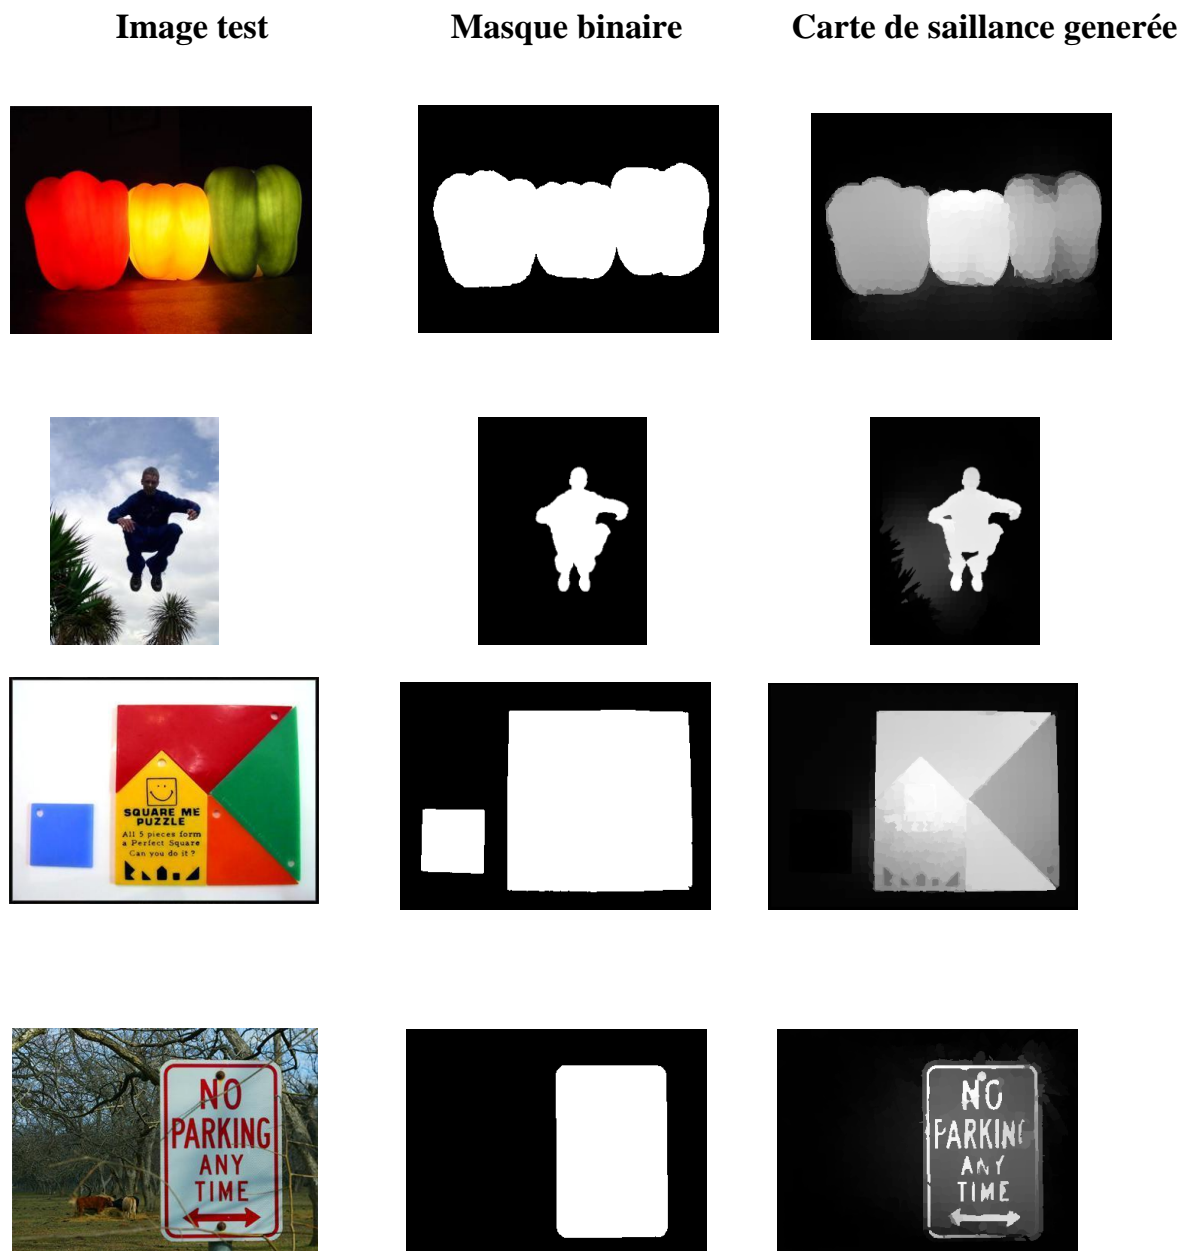 Image test
Masque binaire
Carte de saillance generée
SQUARE ME
PUZZLE
All 5 pieces form
a Perfect Square
Can you do it ?
NO
PARKING
ANY
TIME
NO
PARKING
ANY
TIME